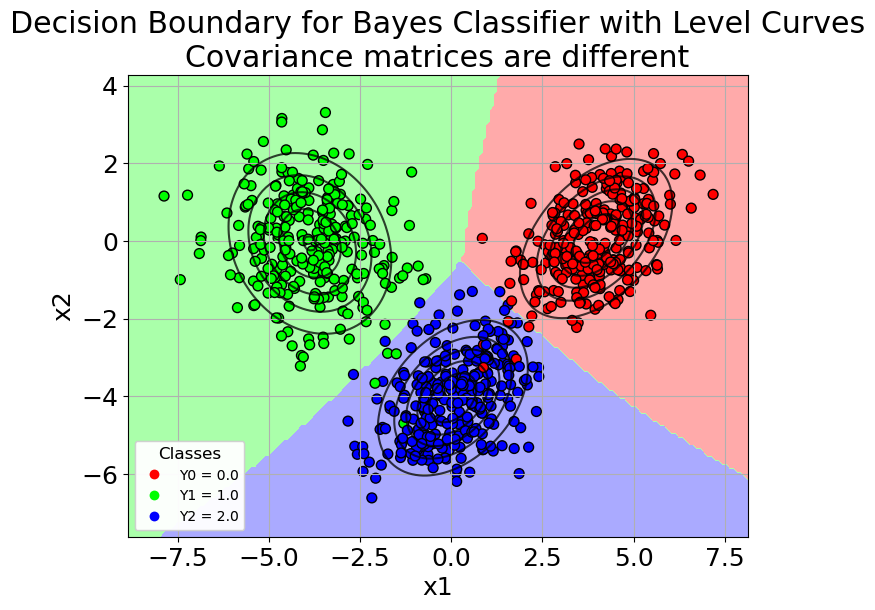 Decision Boundary for Bayes Classifier with Level Curves
Covariance matrices are different
4
2
0
−2
−4
−6
x2
Classes
Y0 = 0.0
Y1 = 1.0
Y2 = 2.0
−7.5 −5.0 −2.5 0.0 2.5 5.0 7.5
x1